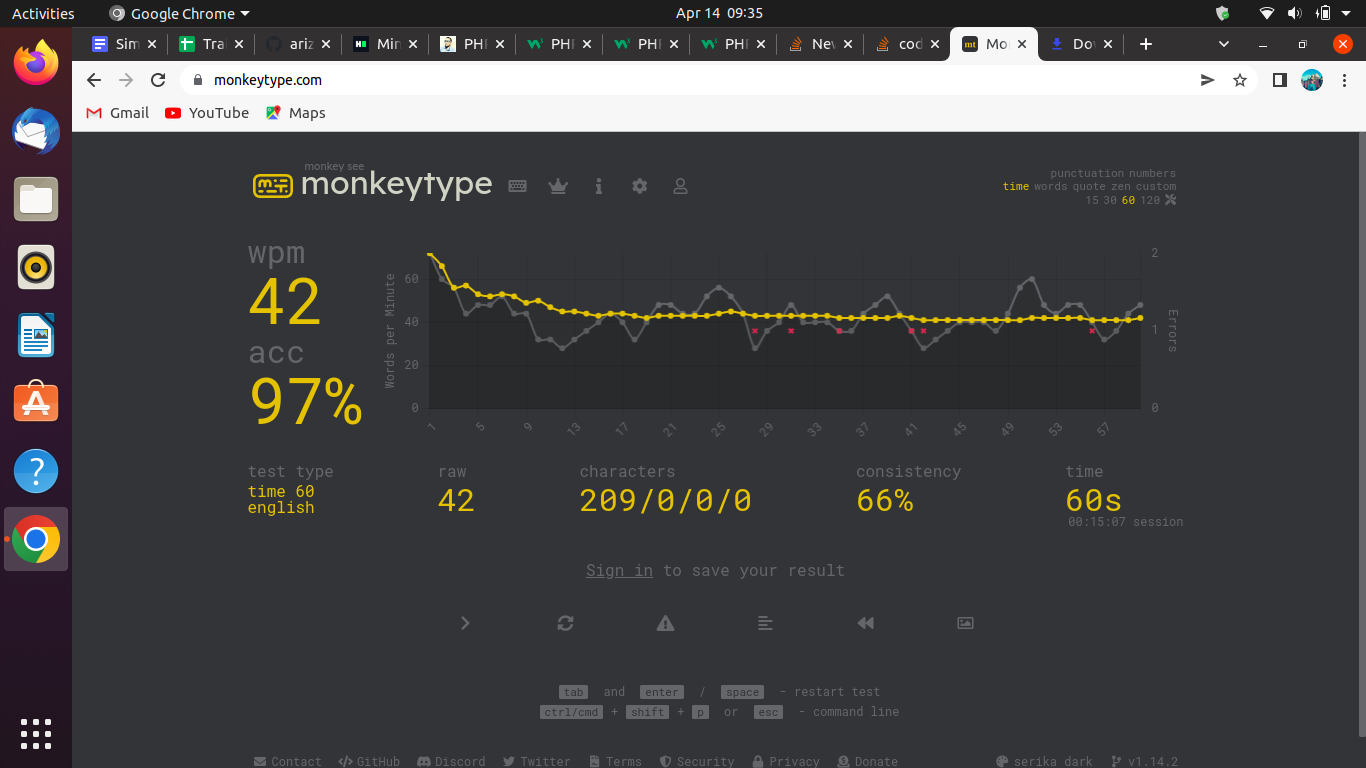 Activities Google Chrome Apr 14 09:35
Sim Tra ariz Min PHP PHP PHP PHP New cod Mo Dov
monkeytype.com
Gmail YouTube Maps
monkey see
monkeytype
punctuation numbers
time words quote zen custom
15 30 60 120
wpm
42
acc
97%
Words per Minute
60
40
20
0
2
1
0
Errors
1 5 9 13 17 21 25 29 33 37 41 45 49 53 57
test type
time 60
english
raw
42
characters
209/0/0/0
consistency
66%
time
60s
00:15:07 session
Sign in to save your result
tab and enter / space - restart test
ctrl/cmd + shift + p or esc - command line
Contact GitHub Discord Twitter Terms Security Privacy Donate serika dark v1.14.2